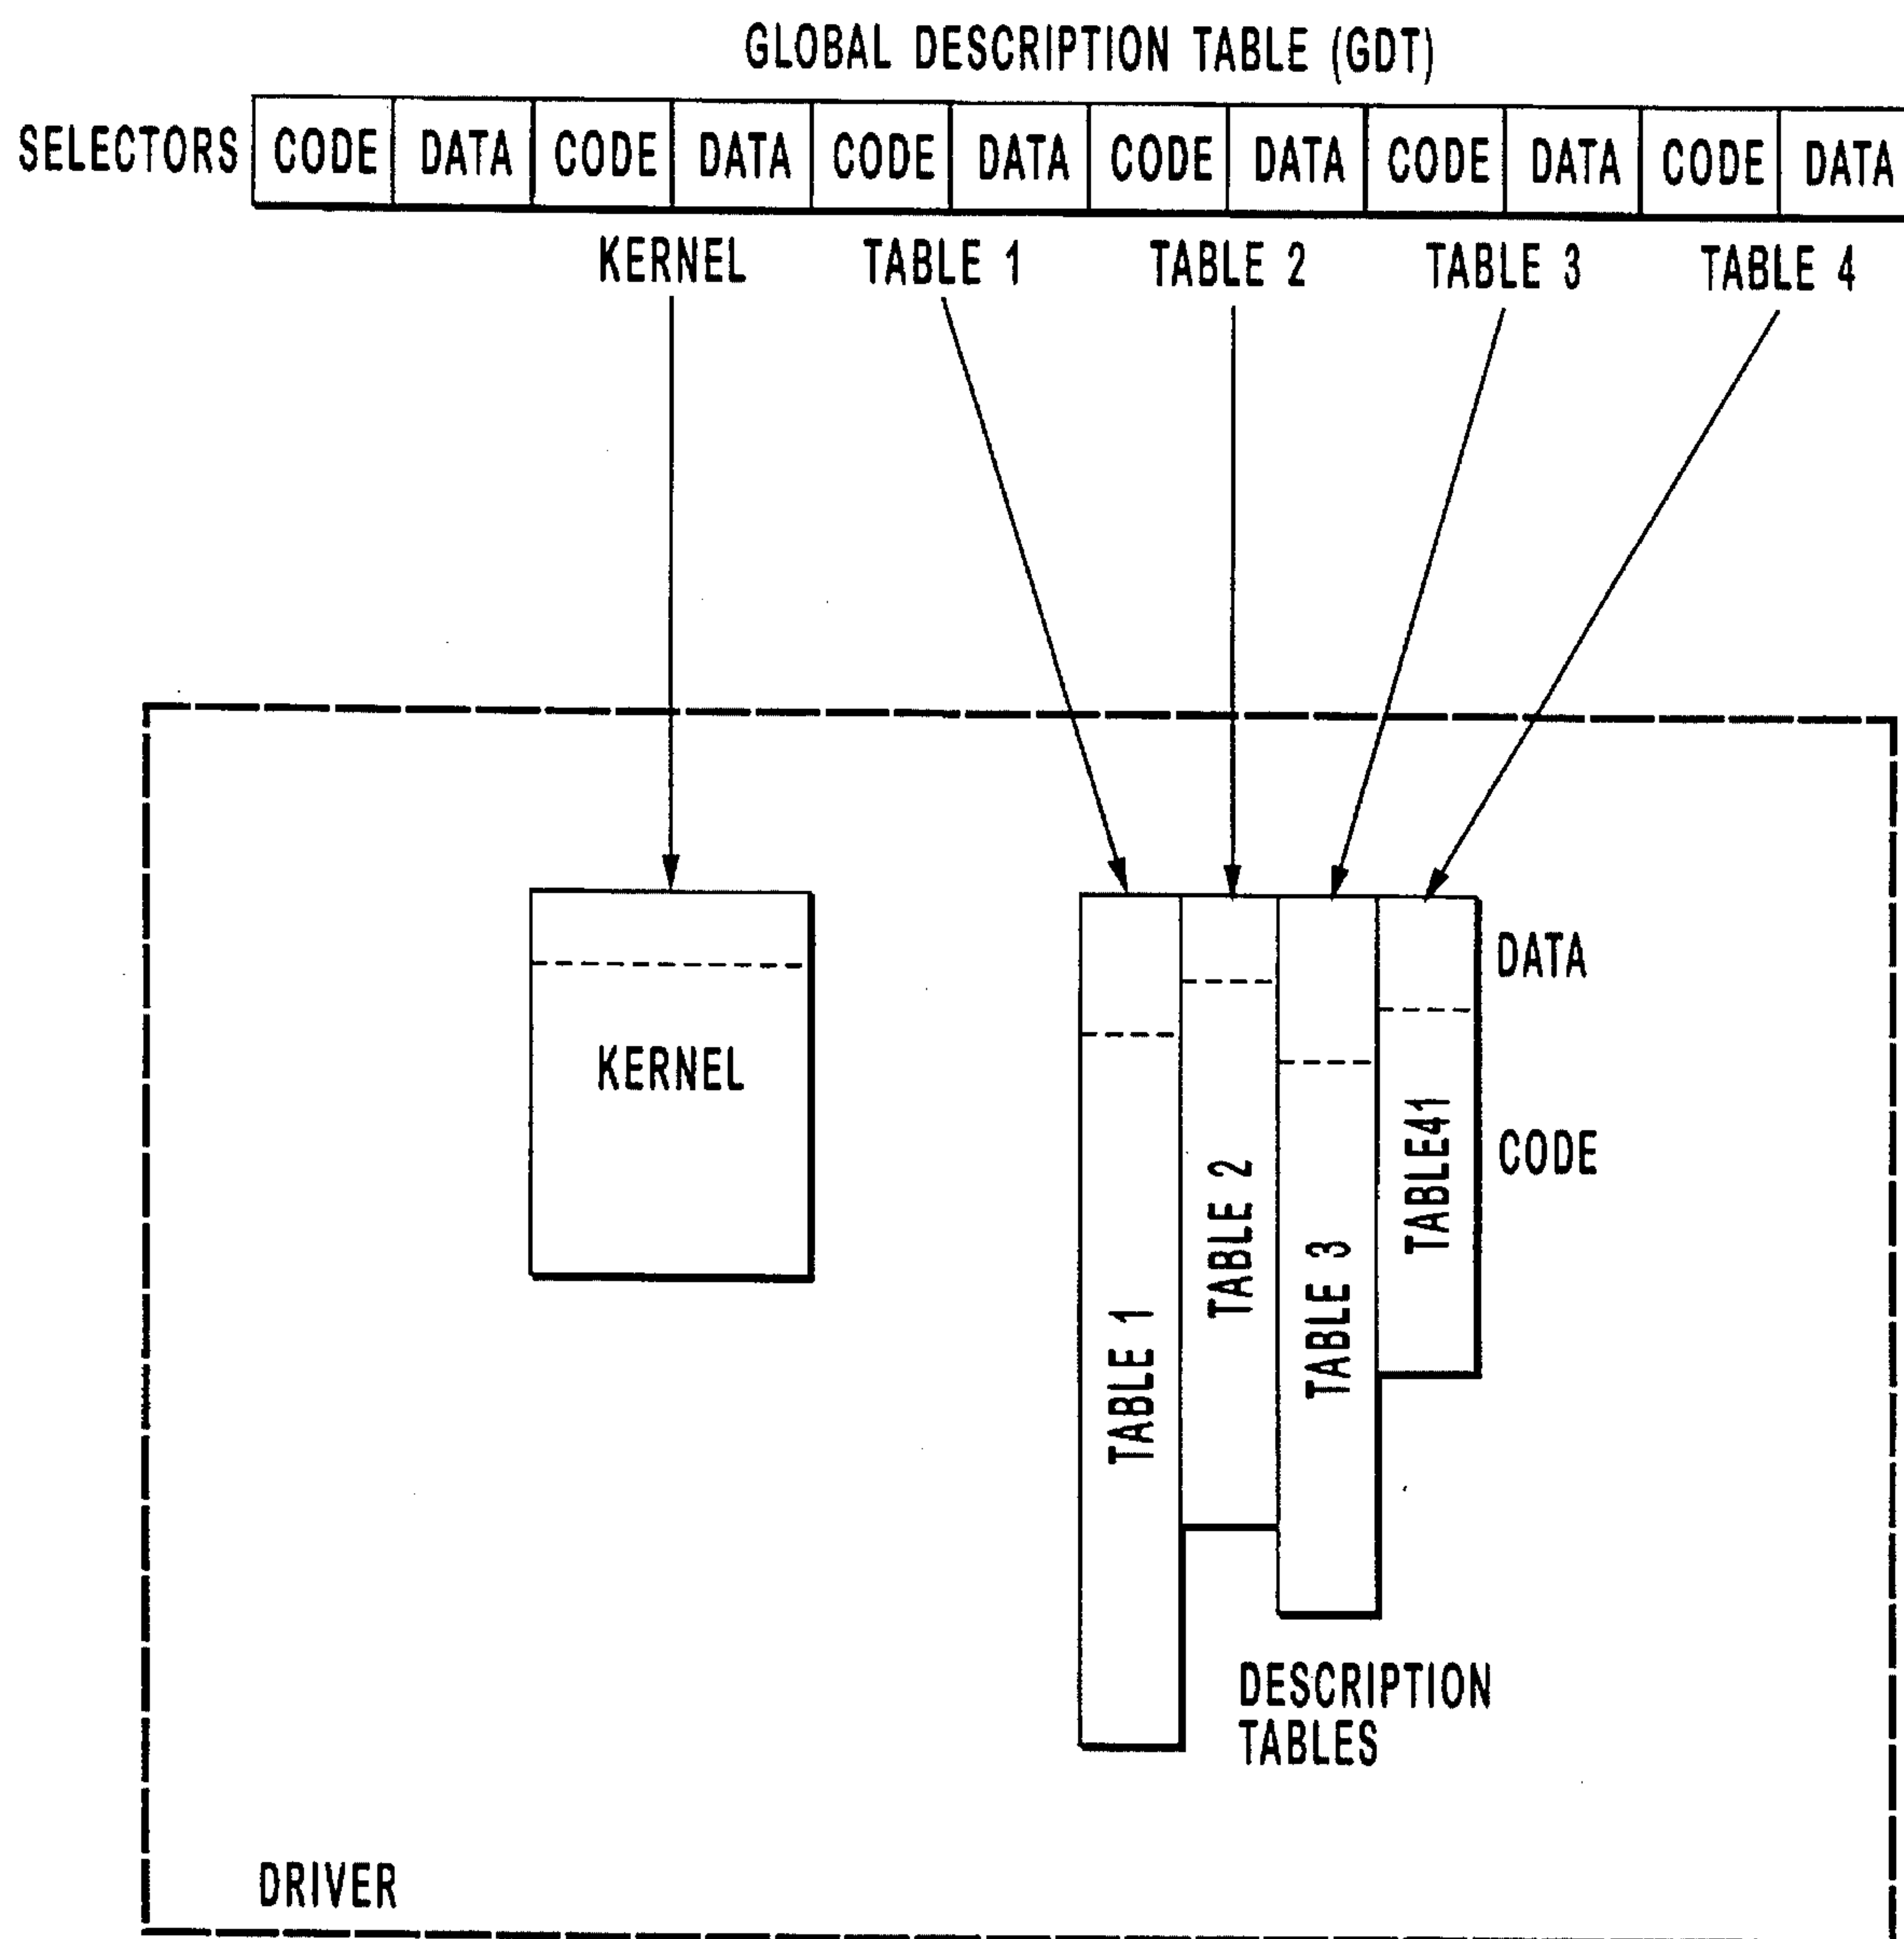 GLOBAL DESCRIPTION TABLE (GDT)
SELECTORS CODE DATA CODE DATA CODE DATA CODE DATA CODE DATA CODE DATA
KERNEL TABLE 1 TABLE 2 TABLE 3 TABLE 4
DATA
KERNEL
CODE
TABLE 1
TABLE 2
TABLE 3
TABLE41
DESCRIPTION
TABLES
DRIVER